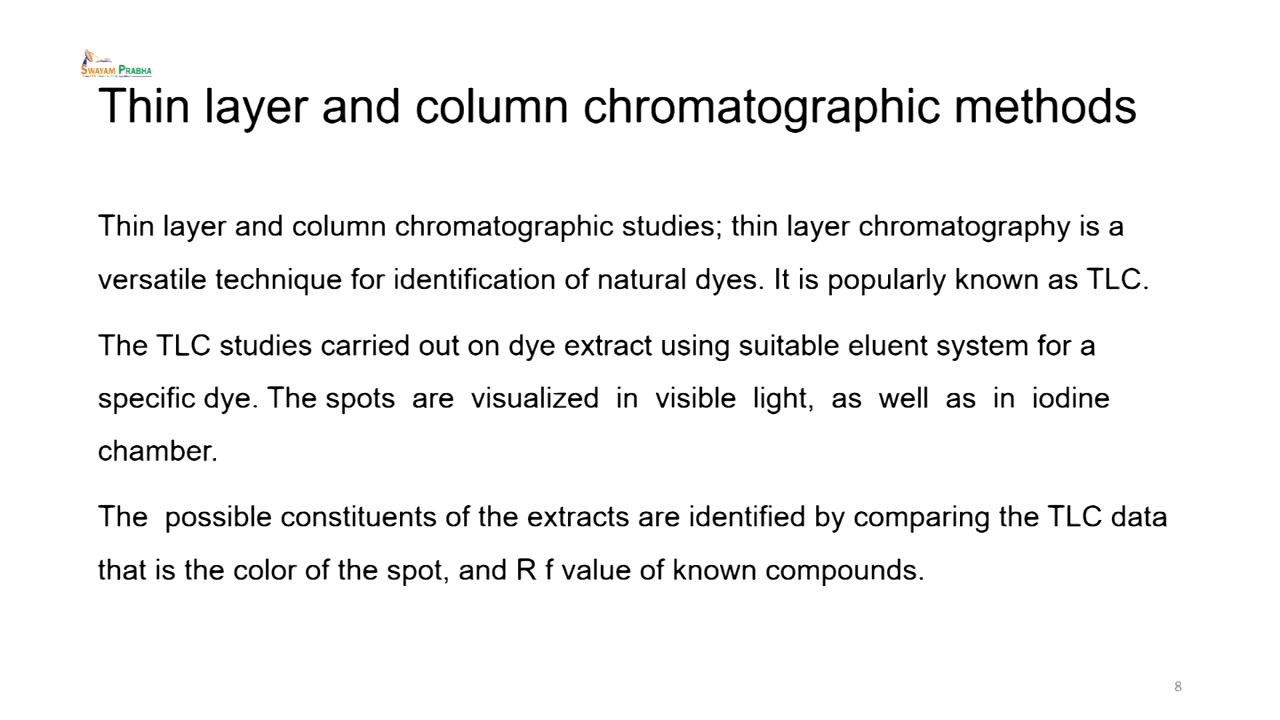 SWAYAM PRABHA
Thin layer and column chromatographic methods
Thin layer and column chromatographic studies; thin layer chromatography is a
versatile technique for identification of natural dyes. It is popularly known as TLC.
The TLC studies carried out on dye extract using suitable eluent system for a
specific dye. The spots are visualized in visible light, as well as in iodine
chamber.
The possible constituents of the extracts are identified by comparing the TLC data
that is the color of the spot, and R f value of known compounds.
8